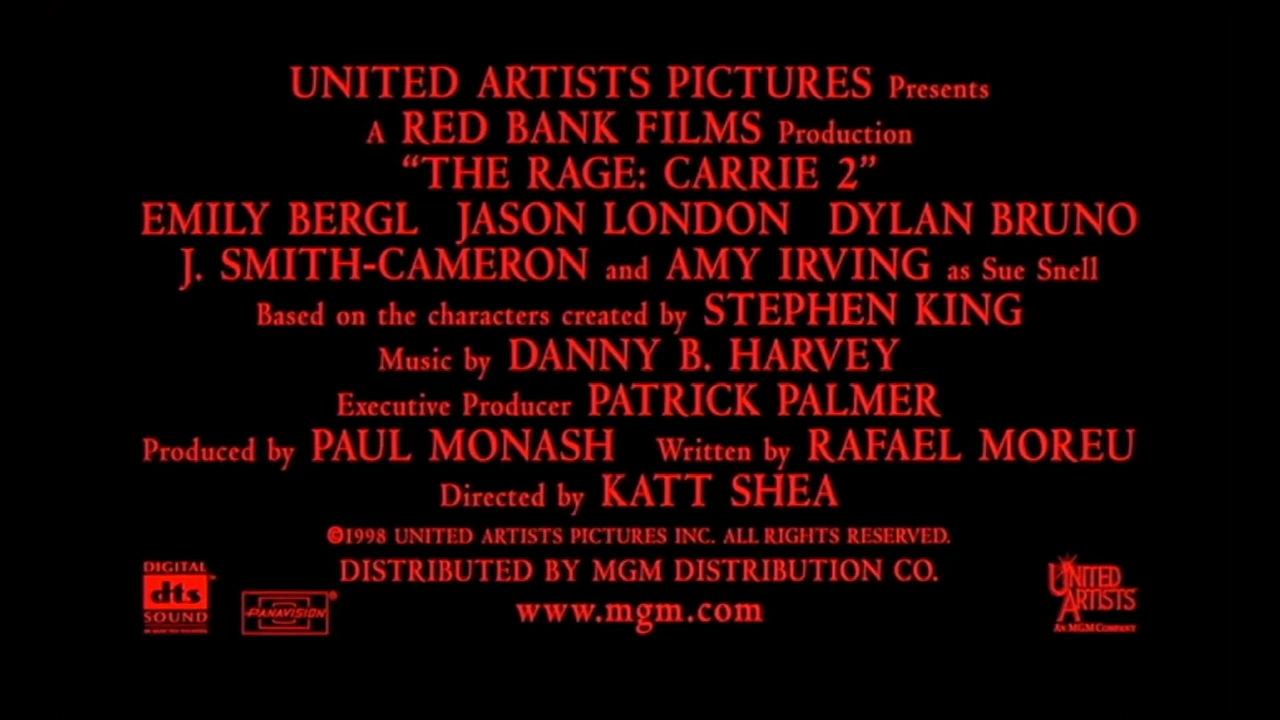 UNITED ARTISTS PICTURES Presents
A RED BANK FILMS Production
“THE RAGE: CARRIE 2”
EMILY BERGL JASON LONDON DYLAN BRUNO
J. SMITH-CAMERON and AMY IRVING as Sue Snell
Based on the characters created by STEPHEN KING
Music by DANNY B. HARVEY
Executive Producer PATRICK PALMER
Produced by PAUL MONASH Written by RAFAEL MOREU
Directed by KATT SHEA
©1998 UNITED ARTISTS PICTURES INC. ALL RIGHTS RESERVED.
DISTRIBUTED BY MGM DISTRIBUTION CO.
www.mgm.com
DIGITAL
dts
SOUND
PANAVISION®
UNITED
ARTISTS
AN MGM COMPANY